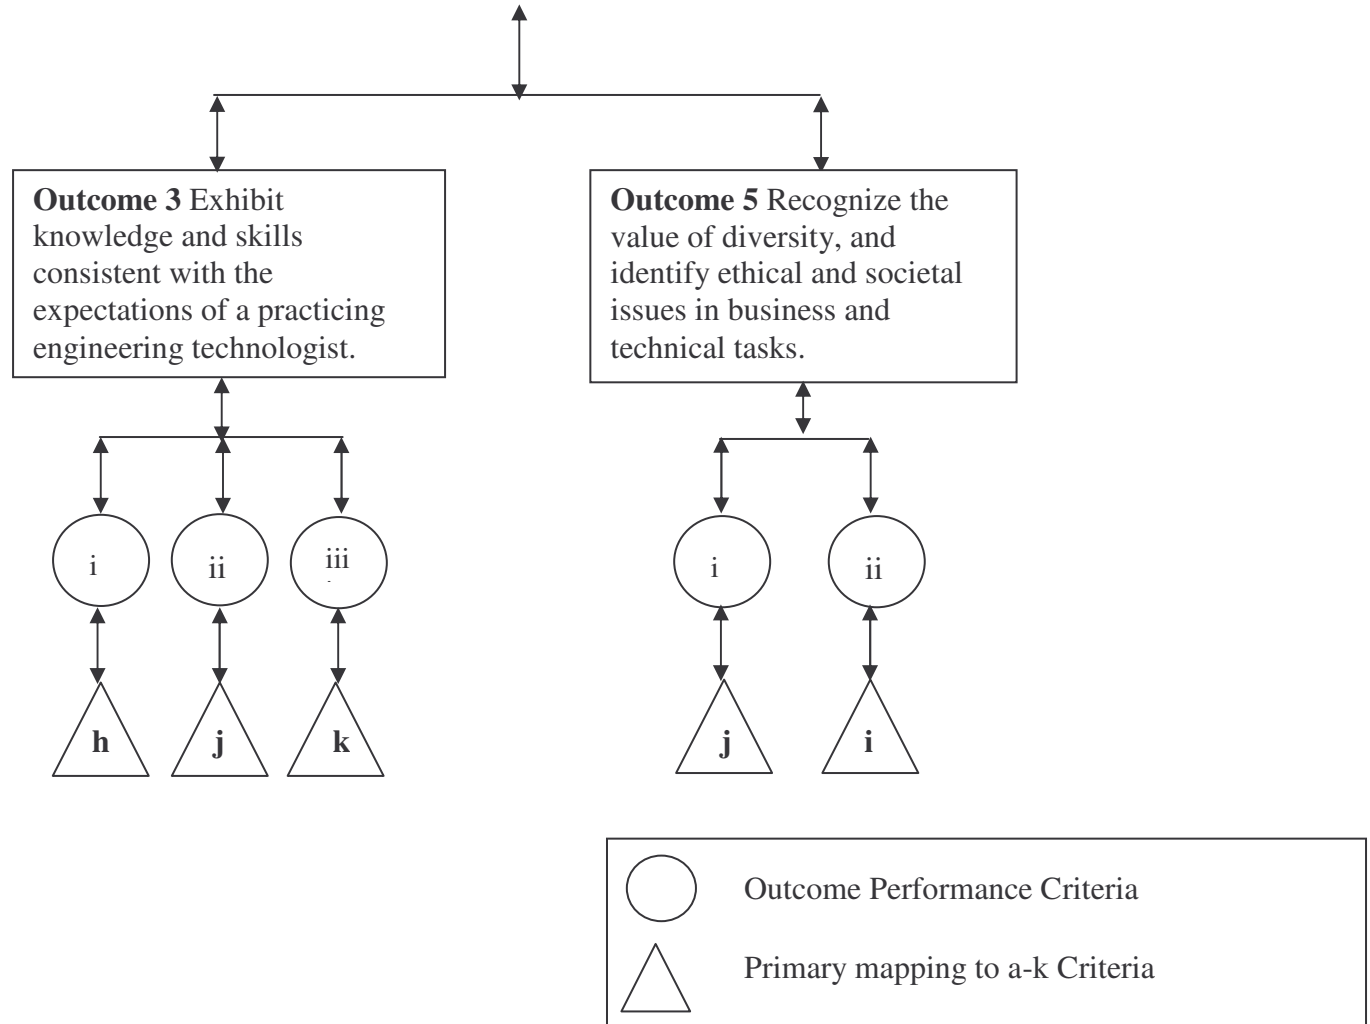 Outcome 3 Exhibit
knowledge and skills
consistent with the
expectations of a practicing
engineering technologist.
Outcome 5 Recognize the
value of diversity, and
identify ethical and societal
issues in business and
technical tasks.
i
ii
iii
i
ii
h
j
k
j
i
Outcome Performance Criteria
Primary mapping to a-k Criteria